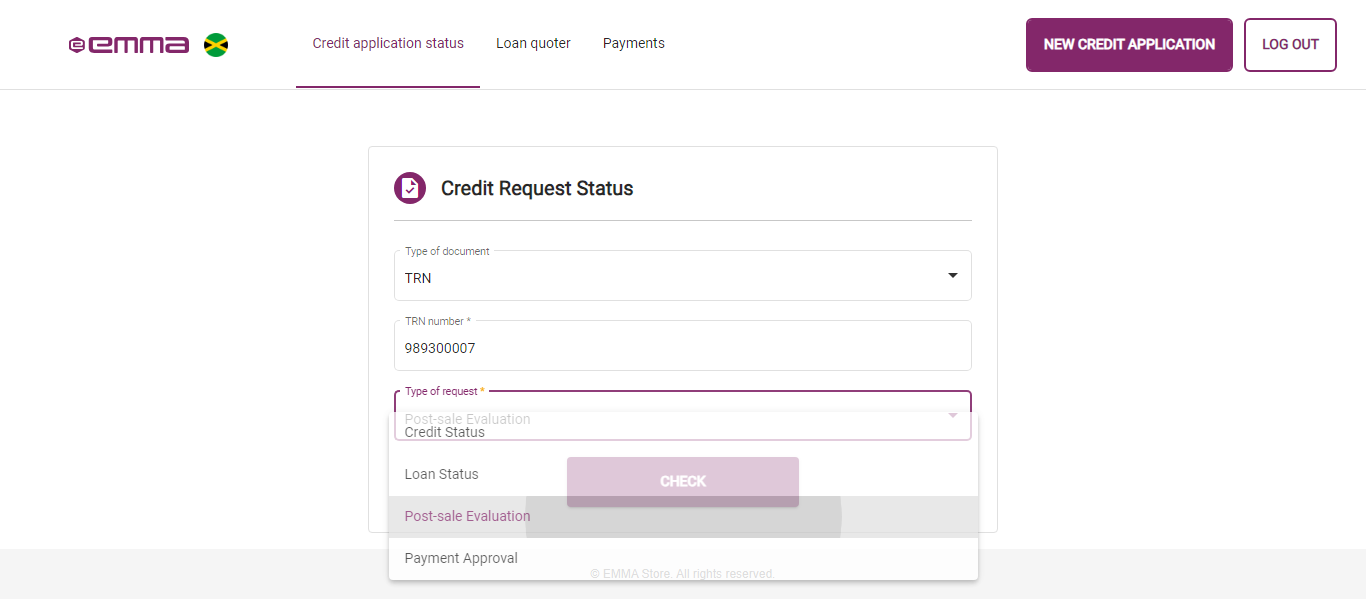 emma
Credit application status
Loan quoter
Payments
NEW CREDIT APPLICATION
LOG OUT
Credit Request Status
Type of document
TRN
TRN number *
989300007
Type of request *
Post-sale Evaluation
Credit Status
Loan Status
CHECK
Post-sale Evaluation
Payment Approval
© EMMA Store. All rights reserved.